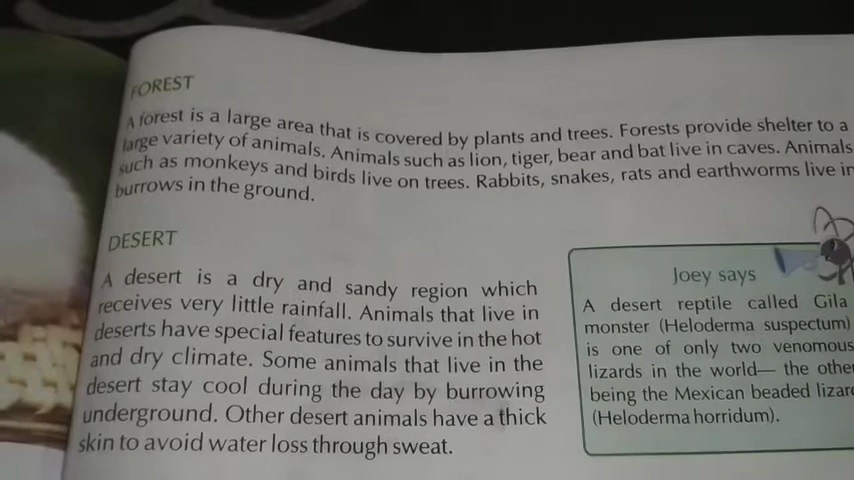 FOREST
A forest is a large area that is covered by plants and trees. Forests provide shelter to a
large variety of animals. Animals such as lion, tiger, bear and bat live in caves. Animals
such as monkeys and birds live on trees. Rabbits, snakes, rats and earthworms live in
burrows in the ground.
DESERT
A desert is a dry and sandy region which
receives very little rainfall. Animals that live in
deserts have special features to survive in the hot
and dry climate. Some animals that live in the
desert stay cool during the day by burrowing
underground. Other desert animals have a thick
skin to avoid water loss through sweat.
Joey says
A desert reptile called Gila
monster (Heloderma suspectum)
is one of only two venomous
lizards in the world— the other
being the Mexican beaded lizard
(Heloderma horridum).